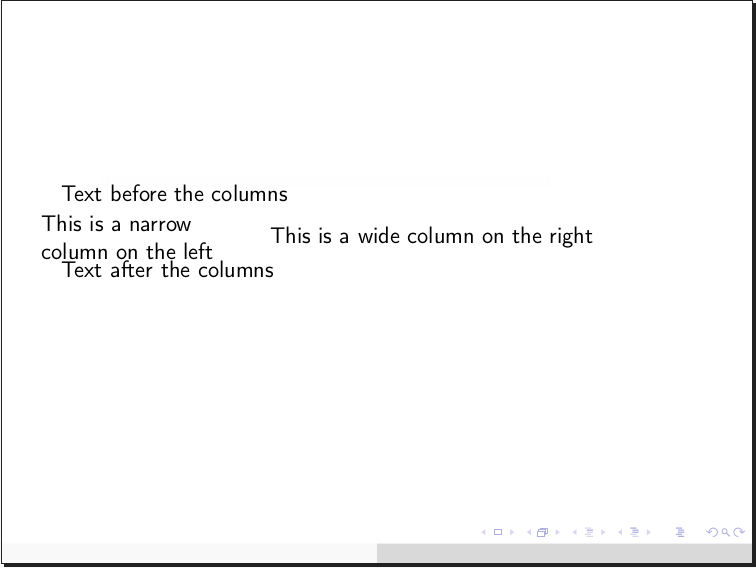 Text before the columns
This is a narrow
column on the left
This is a wide column on the right
Text after the columns